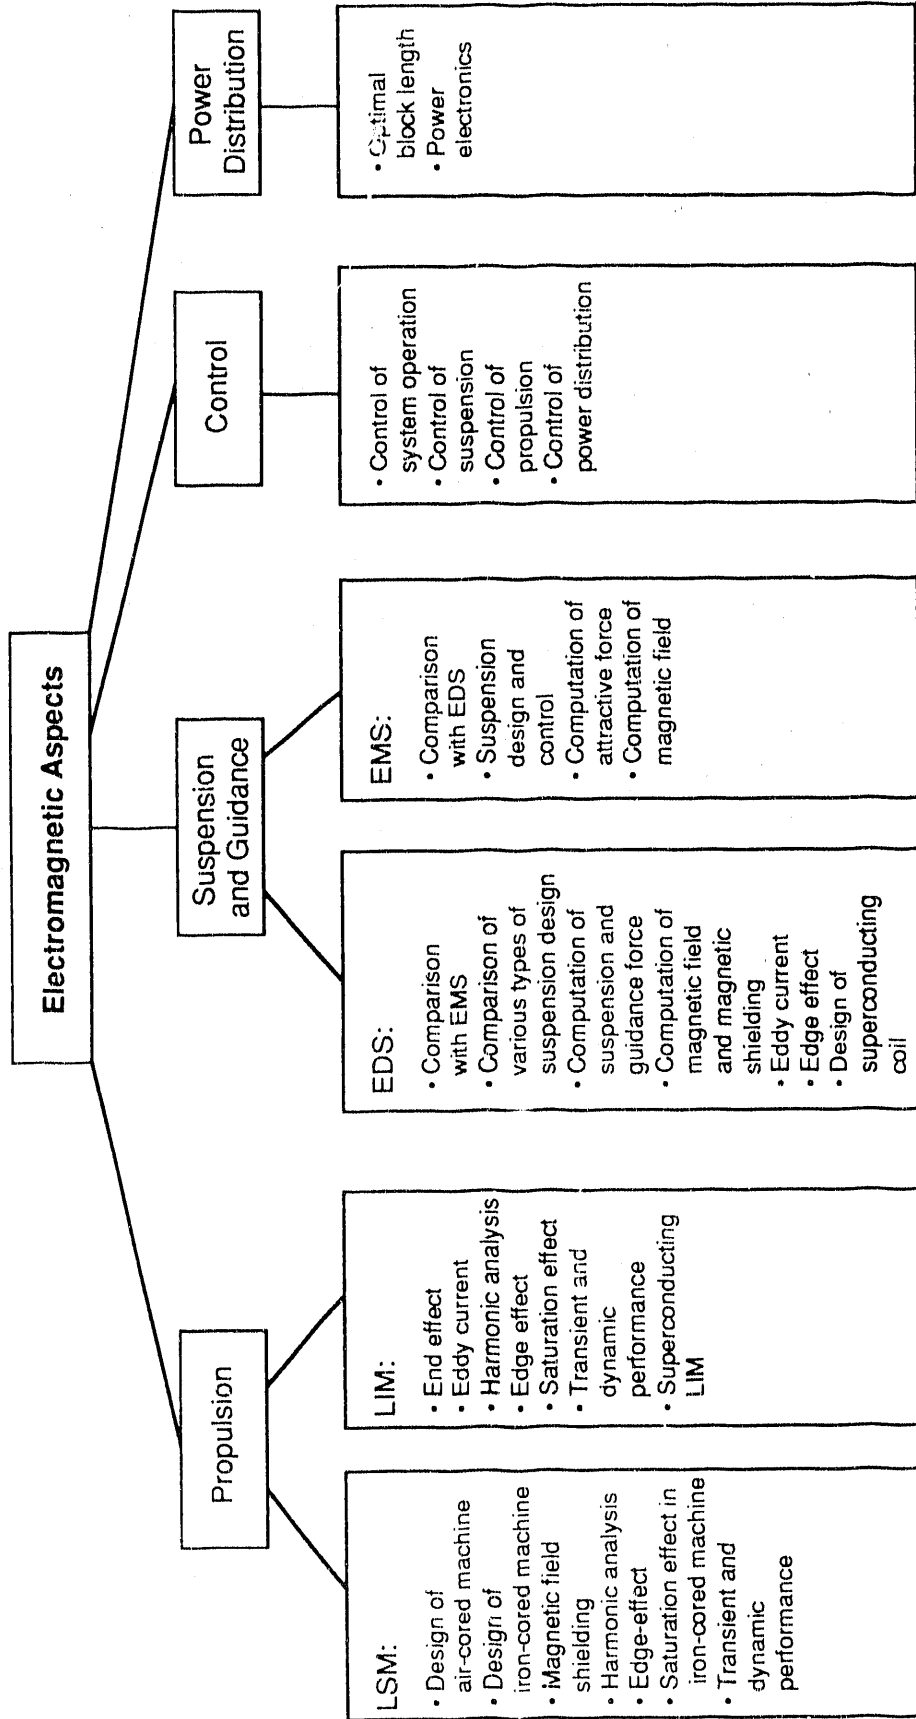 Electromagnetic Aspects
Propulsion
Suspension
and Guidance
Control
Power
Distribution
LSM:
• Design of
air-cored machine
• Design of
iron-cored machine
• Magnetic field
shielding
• Harmonic analysis
• Edge-effect
• Saturation effect in
iron-cored machine
• Transient and
dynamic
performance
LIM:
• End effect
• Eddy current
• Harmonic analysis
• Edge effect
• Saturation effect
• Transient and
dynamic
performance
• Superconducting
LIM
EDS:
• Comparison
with EMS
• Comparison of
various types of
suspension design
• Computation of
suspension and
guidance force
• Computation of
magnetic field
and magnetic
shielding
• Eddy current
• Edge effect
• Design of
superconducting
coil
EMS:
• Comparison
with EDS
• Suspension
design and
control
• Computation of
attractive force
• Computation of
magnetic field
• Control of
system operation
• Control of
suspension
• Control of
propulsion
• Control of
power distribution
• Optimal
block length
• Power
electronics